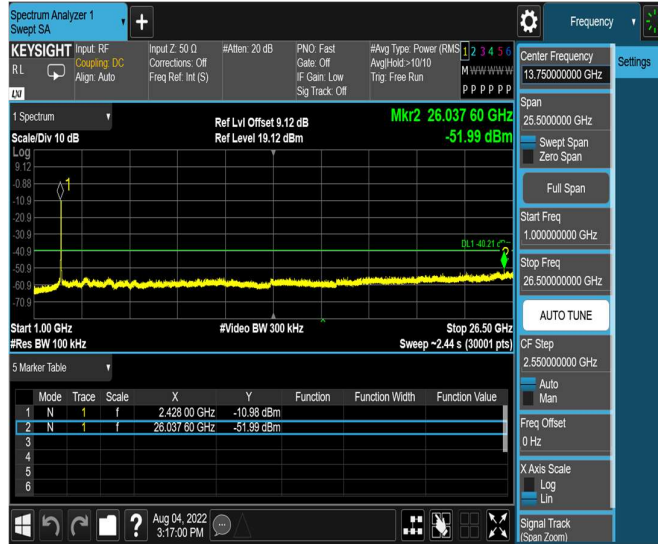 Spectrum Analyzer 1
Swept SA
+
Frequency
KEYSIGHT
RL
LXI
Input: RF
Coupling: DC
Align: Auto
Input Z: 50 Ω
Corrections: Off
Freq Ref: Int (S)
#Atten: 20 dB
PNO: Fast
Gate: Off
IF Gain: Low
Sig Track: Off
#Avg Type: Power (RMS
Avg|Hold:>10/10
Trig: Free Run
1 2 3 4 5 6
M W W W W W
P P P P P P
1 Spectrum
Scale/Div 10 dB
Log
Ref Lvl Offset 9.12 dB
Ref Level 19.12 dBm
Mkr2 26.037 60 GHz
-51.99 dBm
9.12
-0.88
-10.9
-20.9
-30.9
-40.9
-50.9
-60.9
-70.9
1
DL1 -40.21
2
Start 1.00 GHz
#Res BW 100 kHz
#Video BW 300 kHz
Stop 26.50 GHz
Sweep ~2.44 s (30001 pts)
5 Marker Table
Mode Trace Scale X Y Function Function Width Function Value
1 N 1 f 2.428 00 GHz -10.98 dBm
2 N 1 f 26.037 60 GHz -51.99 dBm
3
4
5
6
Aug 04, 2022
3:17:00 PM
?
Center Frequency
13.750000000 GHz
Settings
Span
25.5000000 GHz
Swept Span
Zero Span
Full Span
Start Freq
1.000000000 GHz
Stop Freq
26.500000000 GHz
AUTO TUNE
CF Step
2.550000000 GHz
Auto
Man
Freq Offset
0 Hz
X Axis Scale
Log
Lin
Signal Track
(Span Zoom)